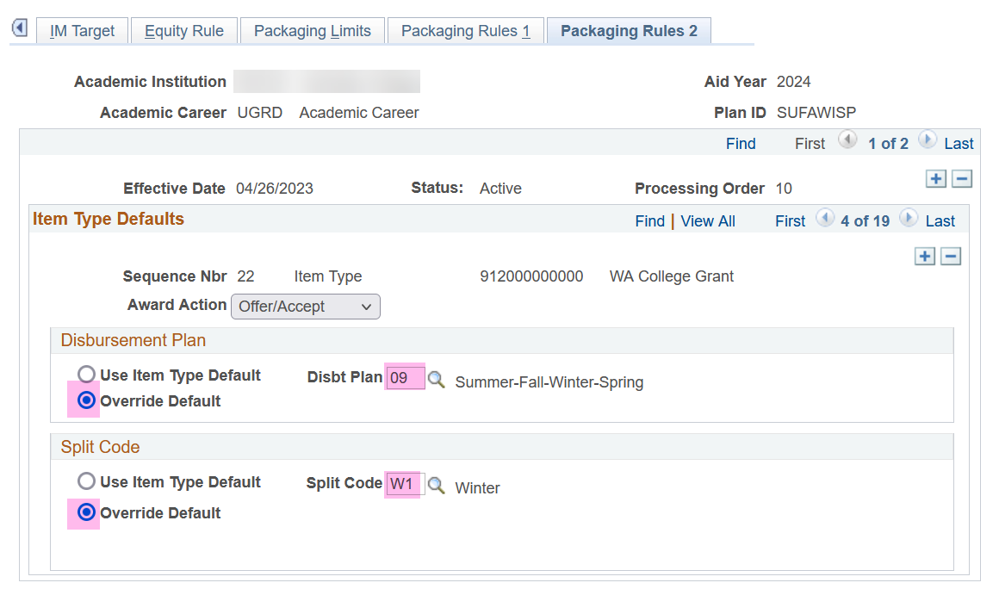 IM Target Equity Rule Packaging Limits Packaging Rules 1 Packaging Rules 2
Academic Institution Aid Year 2024
Academic Career UGRD Academic Career Plan ID SUFAWISP
Find First 1 of 2 Last
Effective Date 04/26/2023 Status: Active Processing Order 10
Item Type Defaults Find | View All First 4 of 19 Last
Sequence Nbr 22 Item Type 912000000000 WA College Grant
Award Action Offer/Accept
Disbursement Plan
Use Item Type Default Disbt Plan 09 Summer-Fall-Winter-Spring
Override Default
Split Code
Use Item Type Default Split Code W1 Winter
Override Default